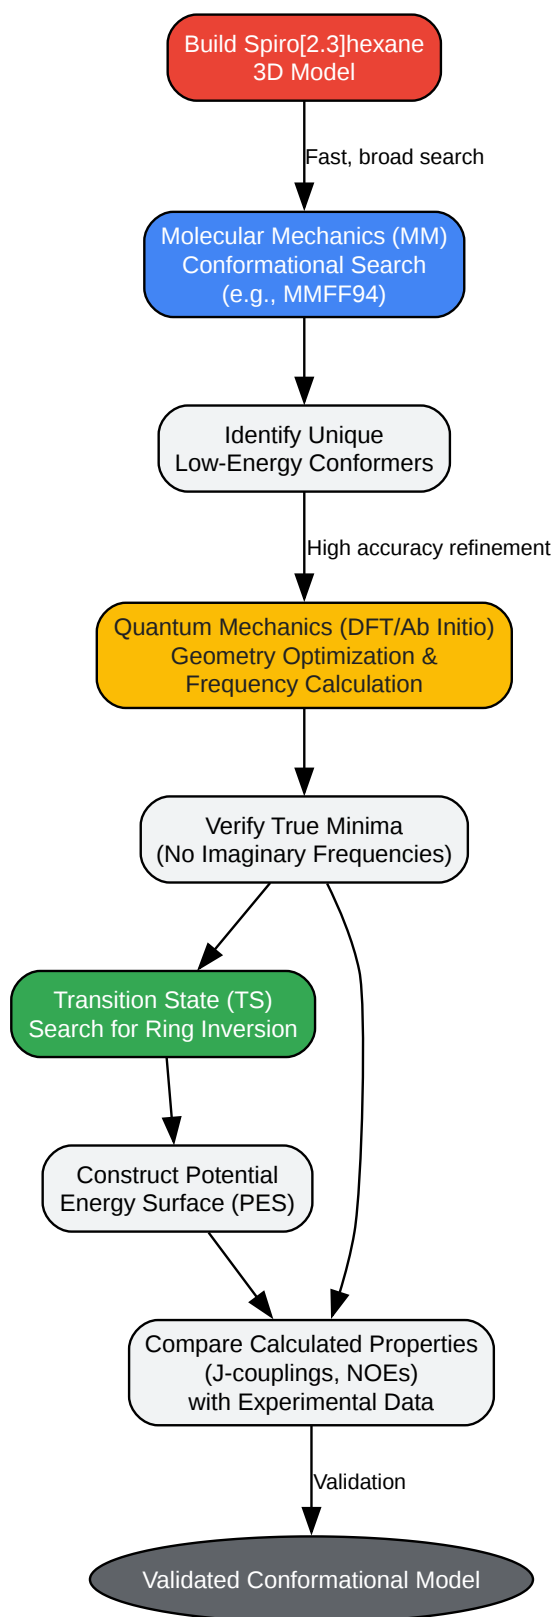 Build Spiro[2.3]hexane
3D Model
Fast, broad search
Molecular Mechanics (MM)
Conformational Search
(e.g., MMFF94)
Identify Unique
Low-Energy Conformers
High accuracy refinement
Quantum Mechanics (DFT/Ab Initio)
Geometry Optimization &
Frequency Calculation
Verify True Minima
(No Imaginary Frequencies)
Transition State (TS)
Search for Ring Inversion
Construct Potential
Energy Surface (PES)
Compare Calculated Properties
(J-couplings, NOEs)
with Experimental Data
Validation
Validated Conformational Model